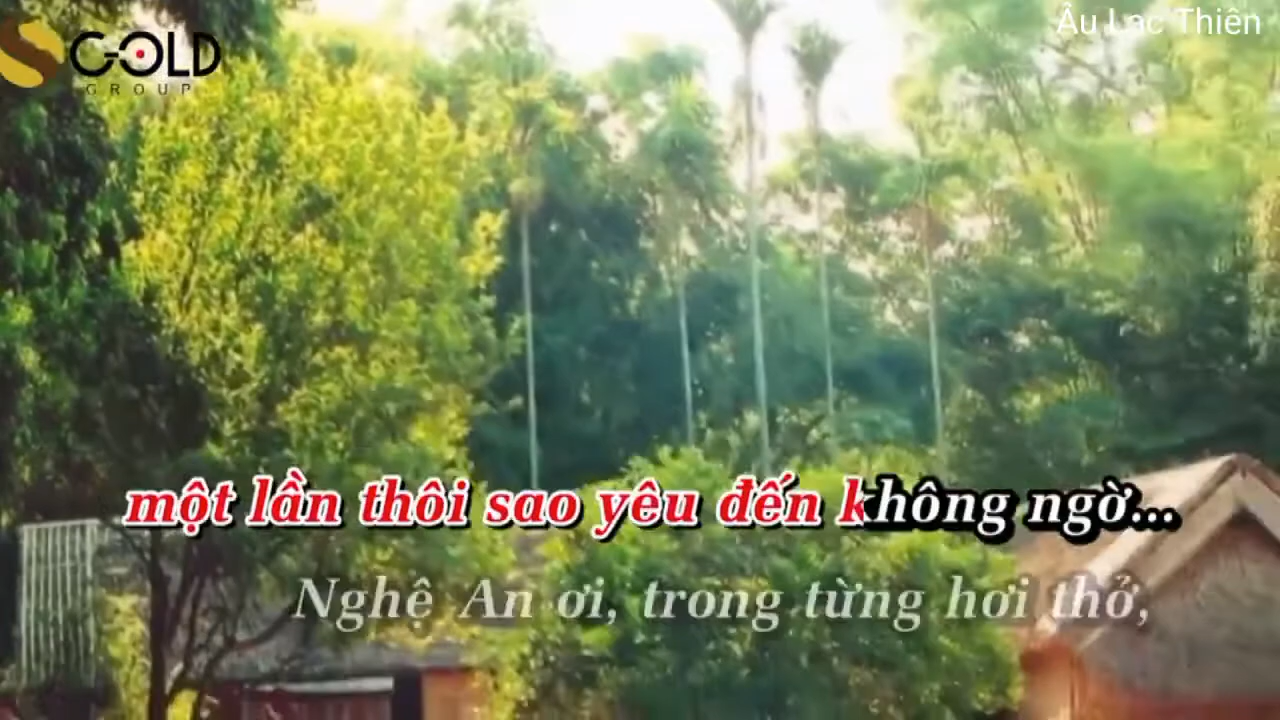 GOLD
GROUP
Âu Lạc Thiên
một lần thôi sao yêu đến không ngờ...
Nghệ An ơi, trong từng hơi thở,